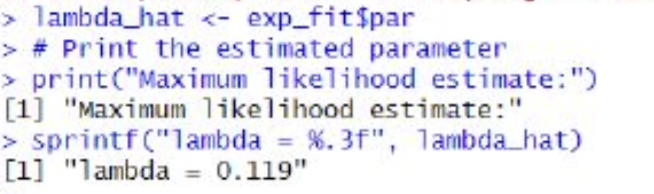 > lambda_hat <- exp_fit$par
> # Print the estimated parameter
> print("Maximum likelihood estimate:")
[1] "Maximum likelihood estimate:"
> sprintf("lambda = %.3f", lambda_hat)
[1] "lambda = 0.119"